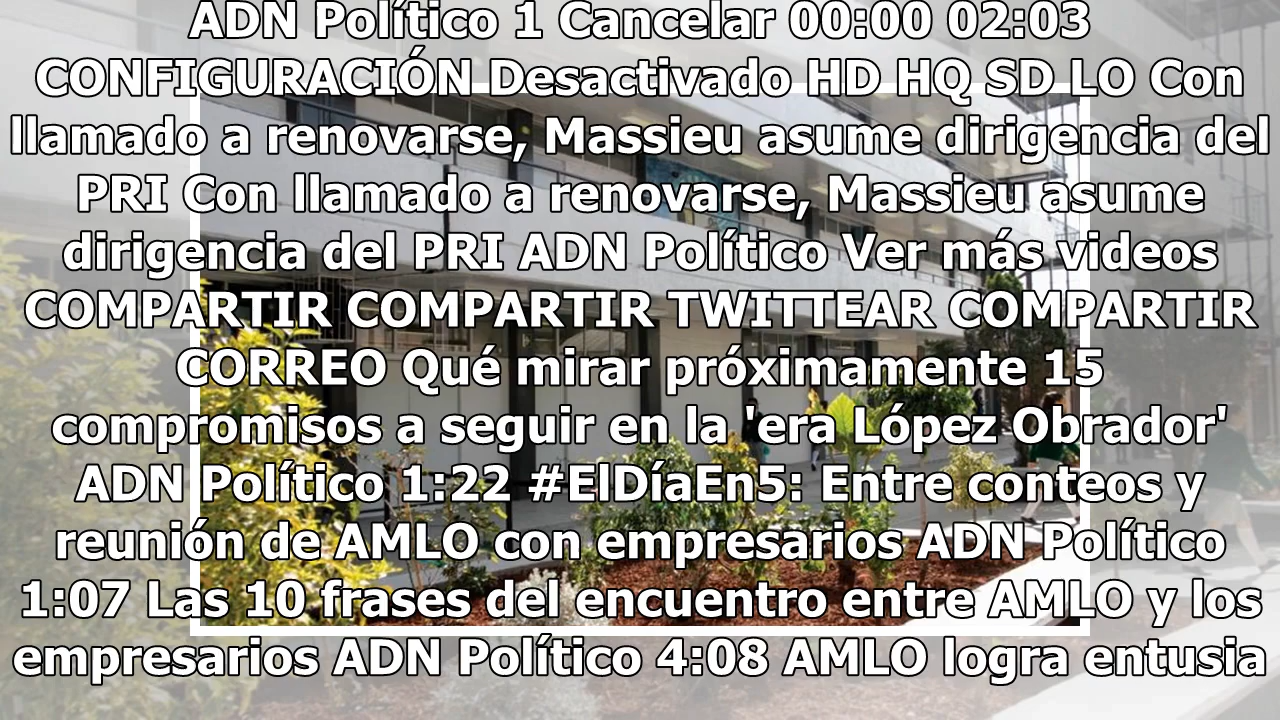 ADN Político 1 Cancelar 00:00 02:03
CONFIGURACIÓN Desactivado HD HQ SD LO Con
llamado a renovarse, Massieu asume dirigencia del
PRI Con llamado a renovarse, Massieu asume
dirigencia del PRI ADN Político Ver más videos
COMPARTIR COMPARTIR TWITTEAR COMPARTIR
CORREO Qué mirar próximamente 15
compromisos a seguir en la 'era López Obrador'
ADN Político 1:22 #ElDíaEn5: Entre conteos y
reunión de AMLO con empresarios ADN Político
1:07 Las 10 frases del encuentro entre AMLO y los
empresarios ADN Político 4:08 AMLO logra entusia